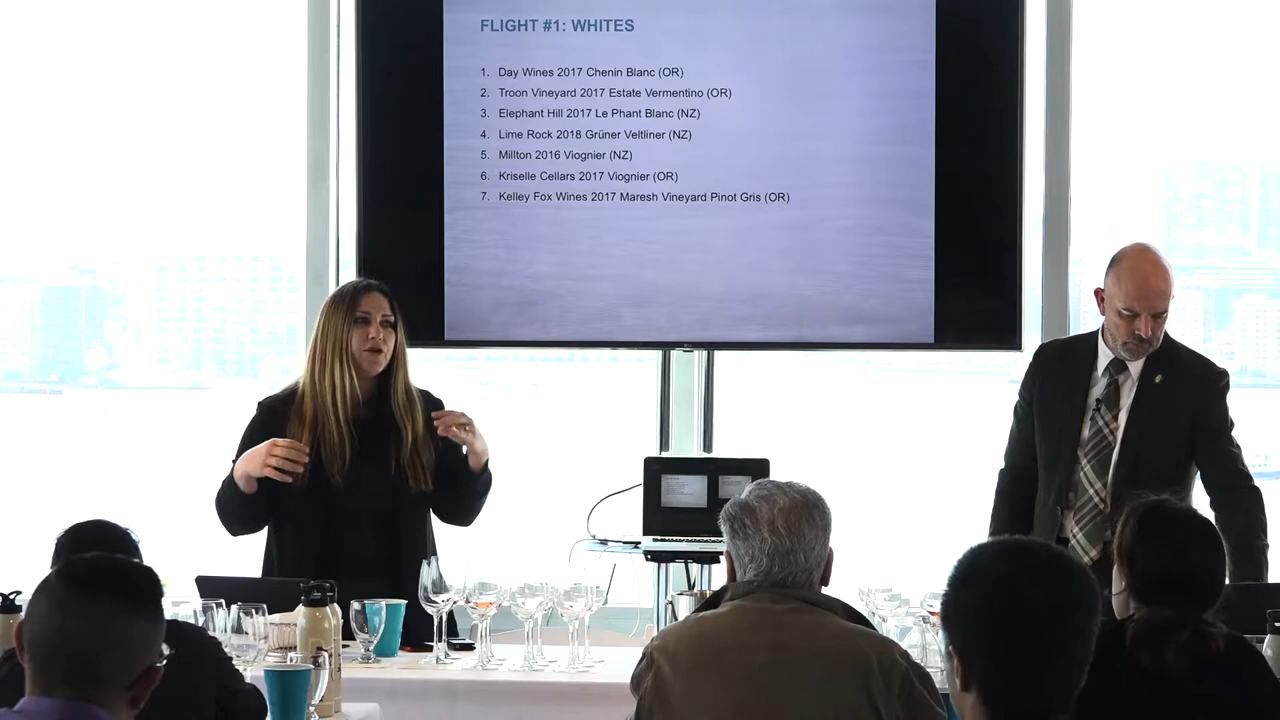 FLIGHT #1: WHITES
1. Day Wines 2017 Chenin Blanc (OR)
2. Troon Vineyard 2017 Estate Vermentino (OR)
3. Elephant Hill 2017 Le Phant Blanc (NZ)
4. Lime Rock 2018 Grüner Veltliner (NZ)
5. Millton 2016 Viognier (NZ)
6. Kriselle Cellars 2017 Viognier (OR)
7. Kelley Fox Wines 2017 Maresh Vineyard Pinot Gris (OR)
LG